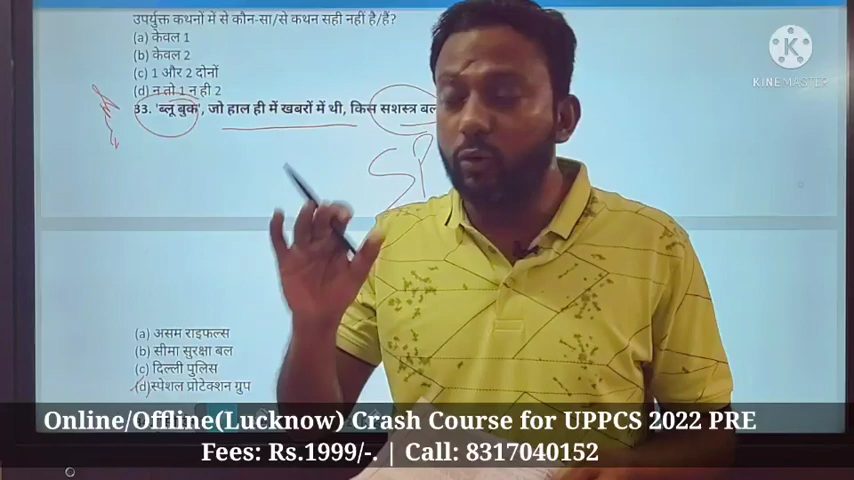 उपर्युक्त कथनों में से कौन-सा/से कथन सही नहीं है/हैं?
(a) केवल 1
(b) केवल 2
(c) 1 और 2 दोनों
(d) न तो 1 न ही 2
33. 'ब्लू बुक', जो हाल ही में खबरों में थी, किस सशस्त्र बल
SP
(a) असम राइफल्स
(b) सीमा सुरक्षा बल
(c) दिल्ली पुलिस
(d)स्पेशल प्रोटेक्शन ग्रुप
K
KINEMASTER
Online/Offline(Lucknow) Crash Course for UPPCS 2022 PRE
Fees: Rs.1999/-. | Call: 8317040152